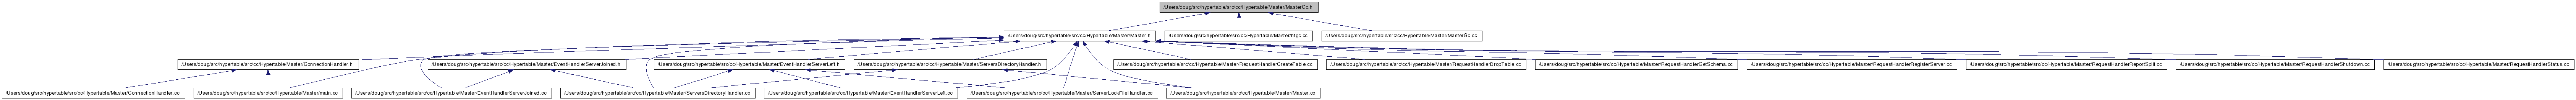 /Users/doug/src/hypertable/src/cc/Hypertable/Master/MasterGc.h
/Users/doug/src/hypertable/src/cc/Hypertable/Master/Master.h
/Users/doug/src/hypertable/src/cc/Hypertable/Master/htgc.cc
/Users/doug/src/hypertable/src/cc/Hypertable/Master/MasterGc.cc
/Users/doug/src/hypertable/src/cc/Hypertable/Master/ConnectionHandler.h
/Users/doug/src/hypertable/src/cc/Hypertable/Master/EventHandlerServerJoined.h
/Users/doug/src/hypertable/src/cc/Hypertable/Master/EventHandlerServerLeft.h
/Users/doug/src/hypertable/src/cc/Hypertable/Master/ServersDirectoryHandler.h
/Users/doug/src/hypertable/src/cc/Hypertable/Master/RequestHandlerCreateTable.cc
/Users/doug/src/hypertable/src/cc/Hypertable/Master/RequestHandlerDropTable.cc
/Users/doug/src/hypertable/src/cc/Hypertable/Master/RequestHandlerGetSchema.cc
/Users/doug/src/hypertable/src/cc/Hypertable/Master/RequestHandlerRegisterServer.cc
/Users/doug/src/hypertable/src/cc/Hypertable/Master/RequestHandlerReportSplit.cc
/Users/doug/src/hypertable/src/cc/Hypertable/Master/RequestHandlerShutdown.cc
/Users/doug/src/hypertable/src/cc/Hypertable/Master/RequestHandlerStatus.cc
/Users/doug/src/hypertable/src/cc/Hypertable/Master/ConnectionHandler.cc
/Users/doug/src/hypertable/src/cc/Hypertable/Master/main.cc
/Users/doug/src/hypertable/src/cc/Hypertable/Master/EventHandlerServerJoined.cc
/Users/doug/src/hypertable/src/cc/Hypertable/Master/ServersDirectoryHandler.cc
/Users/doug/src/hypertable/src/cc/Hypertable/Master/EventHandlerServerLeft.cc
/Users/doug/src/hypertable/src/cc/Hypertable/Master/ServerLockFileHandler.cc
/Users/doug/src/hypertable/src/cc/Hypertable/Master/Master.cc